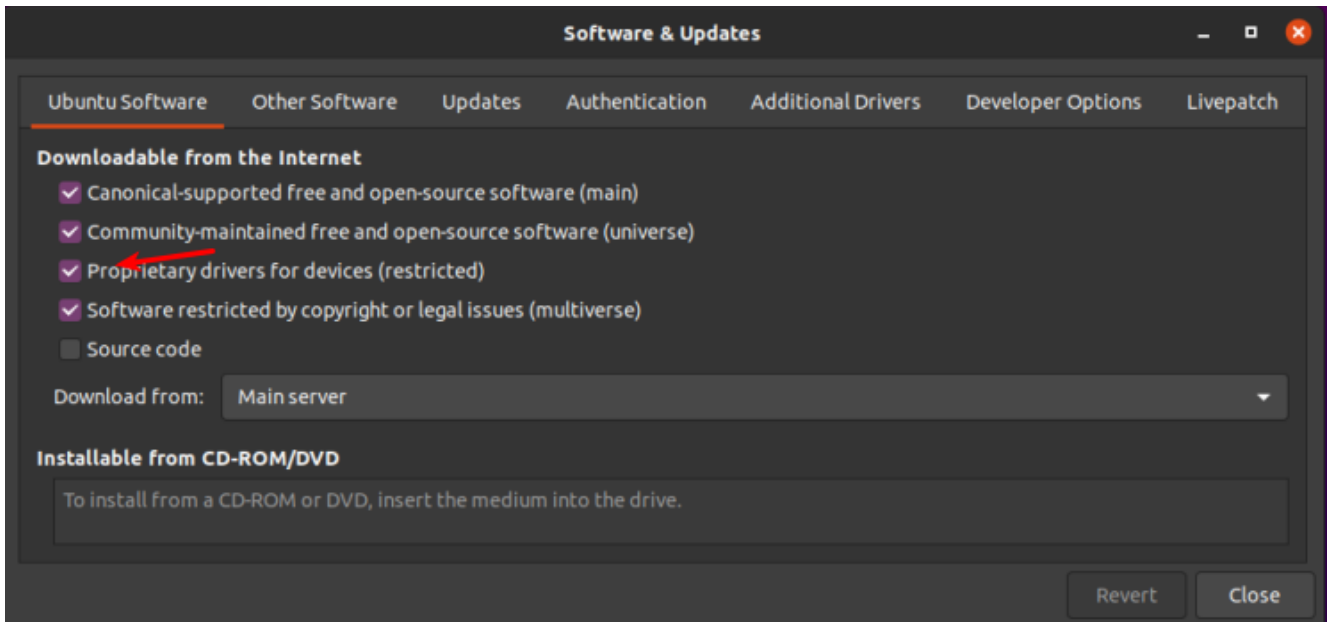 Software & Updates
Ubuntu Software Other Software Updates Authentication Additional Drivers Developer Options Livepatch
Downloadable from the Internet
Canonical-supported free and open-source software (main)
Community-maintained free and open-source software (universe)
Proprietary drivers for devices (restricted)
Software restricted by copyright or legal issues (multiverse)
Source code
Download from: Main server
Installable from CD-ROM/DVD
To install from a CD-ROM or DVD, insert the medium into the drive.
Revert Close